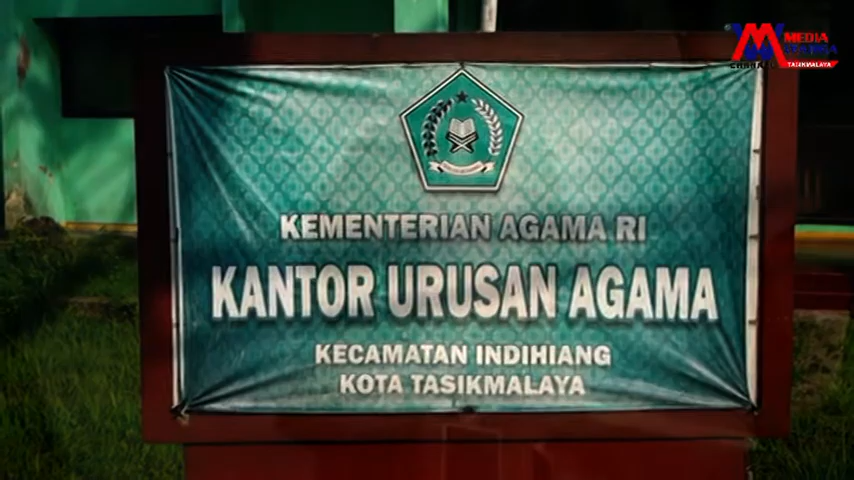 MEDIA
TASIKMALAYA
KEMENTERIAN AGAMA RI
KANTOR URUSAN AGAMA
KECAMATAN INDIHIANG
KOTA TASIKMALAYA